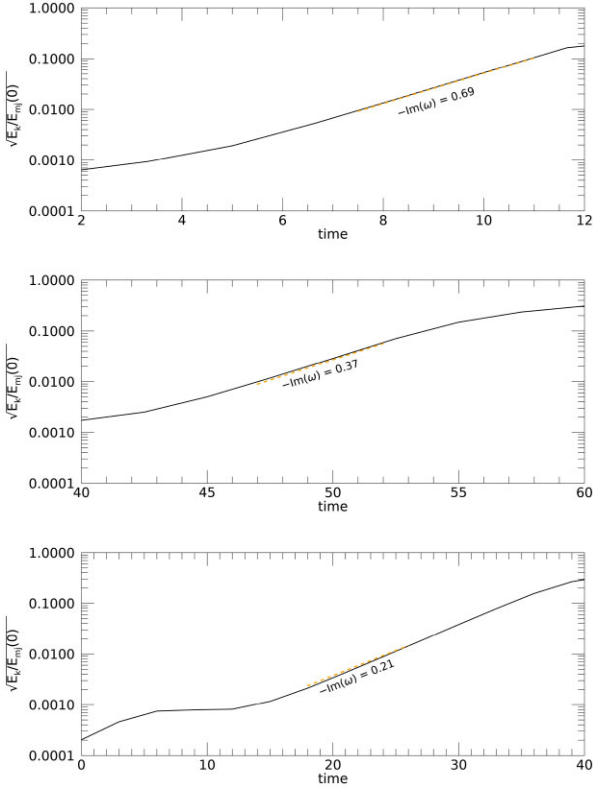 1.0000
0.1000
0.0100
0.0010
0.0001
√E_k/E_mj(0)
−Im(ω) = 0.69
2 4 6 8 10 12
time
1.0000
0.1000
0.0100
0.0010
0.0001
√E_k/E_mj(0)
−Im(ω) = 0.37
40 45 50 55 60
time
1.0000
0.1000
0.0100
0.0010
0.0001
√E_k/E_mj(0)
−Im(ω) = 0.21
0 10 20 30 40
time